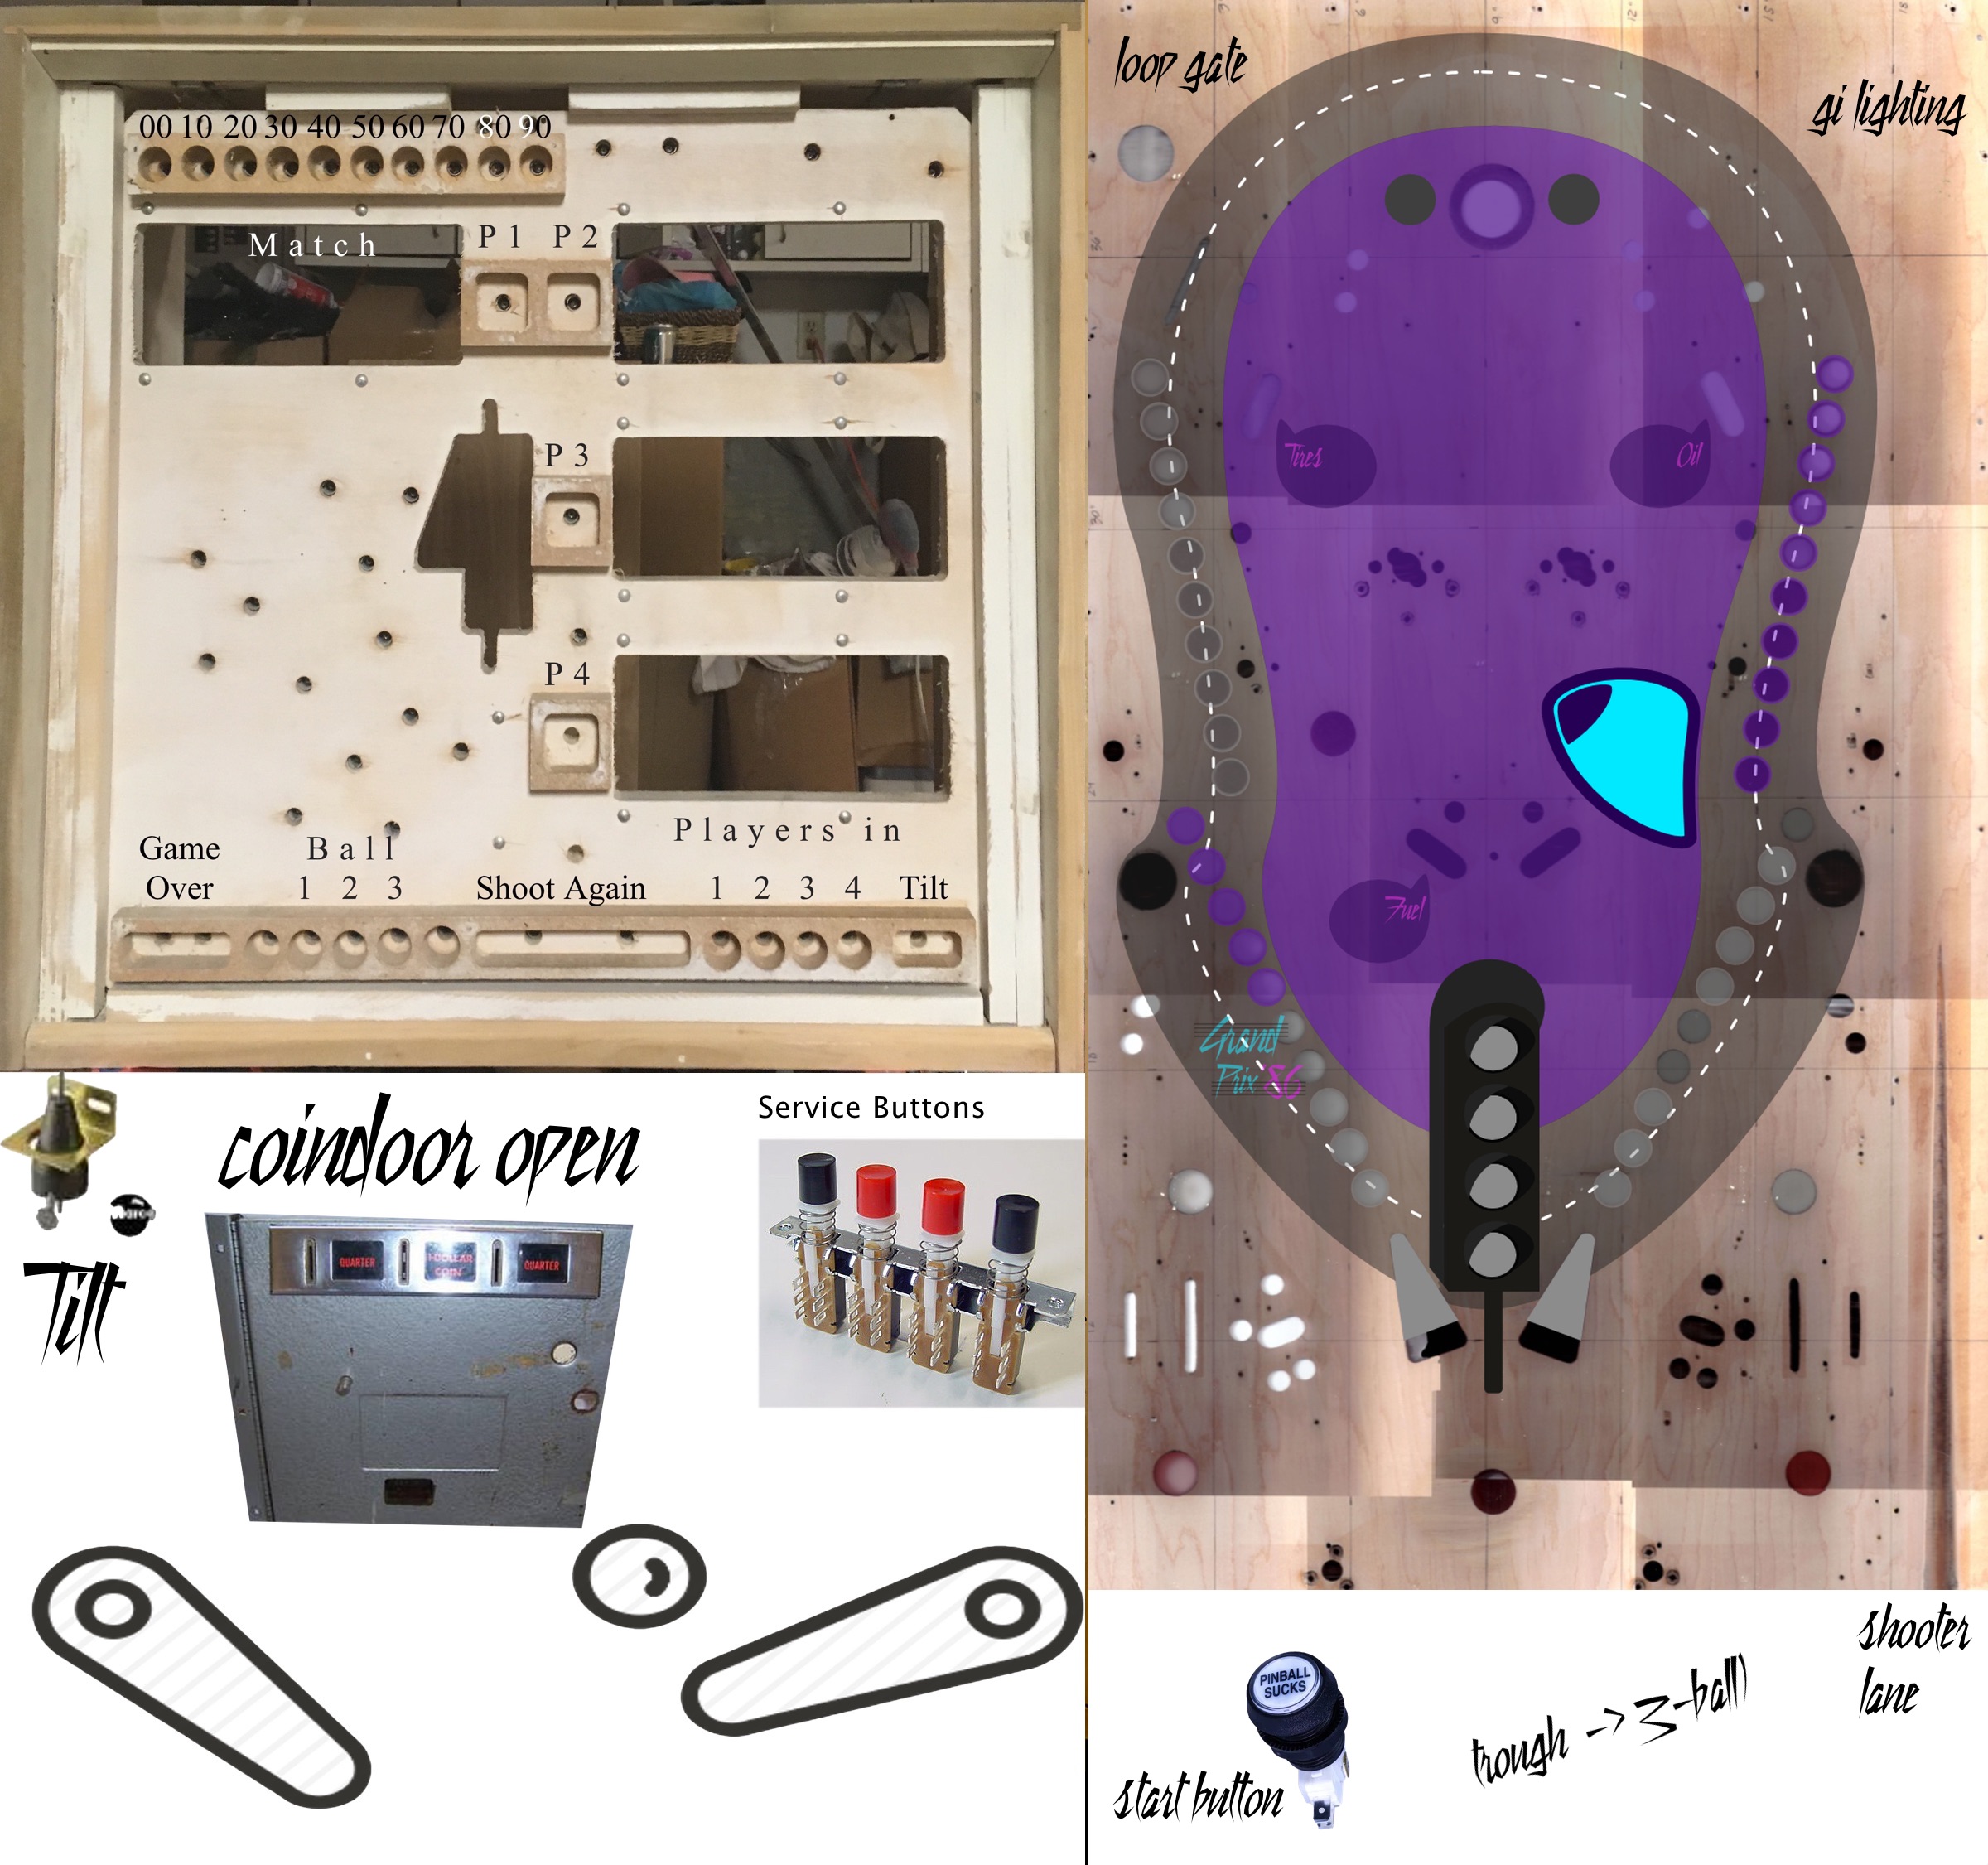 00 10 20 30 40 50 60 70 80 90
Match
P 1 P 2
P 3
P 4
Players in
Game
Over
Ball
1 2 3
Shoot Again
1 2 3 4
Tilt
loop gate
gi lighting
Tires
Oil
Fuel
Grand
Prix 86
coindoor open
Service Buttons
Tilt
QUARTER
1-DOLLAR
COIN
QUARTER
PINBALL
SUCKS
start button
trough -> 3-ball)
shooter
lane